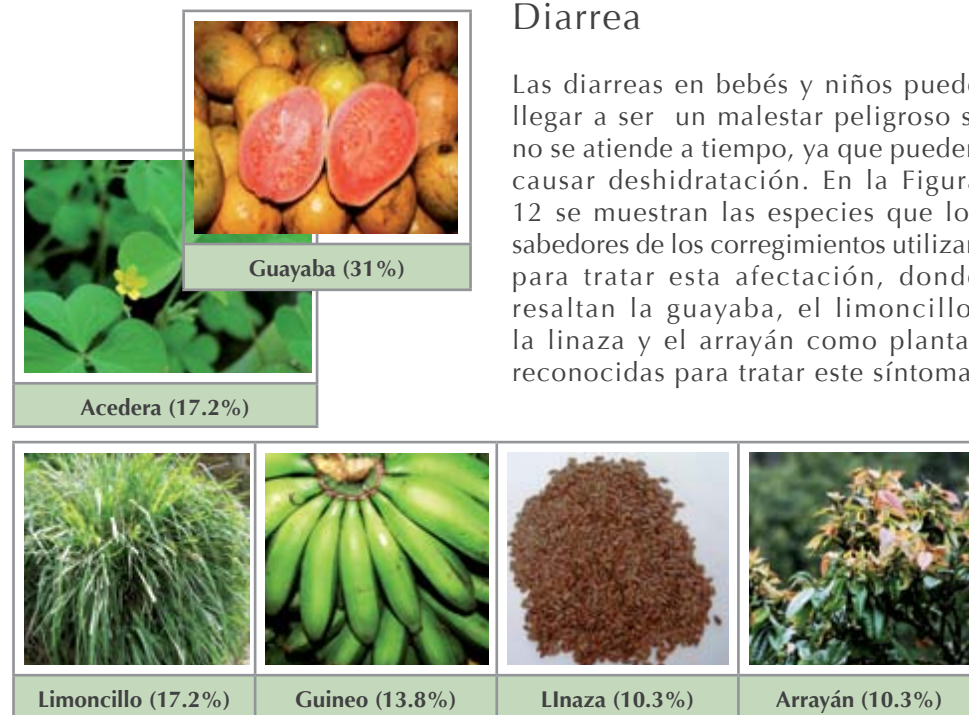 Diarrea
Las diarreas en bebés y niños puede
llegar a ser un malestar peligroso s
no se atiende a tiempo, ya que pueden
causar deshidratación. En la Figura
12 se muestran las especies que lo
sabedores de los corregimientos utilizan
para tratar esta afectación, donde
resaltan la guayaba, el limoncillo
la linaza y el arrayán como planta
reconocidas para tratar este síntoma
Guayaba (31%)
Acedera (17.2%)
Limoncillo (17.2%)
Guineo (13.8%)
LInaza (10.3%)
Arrayán (10.3%)